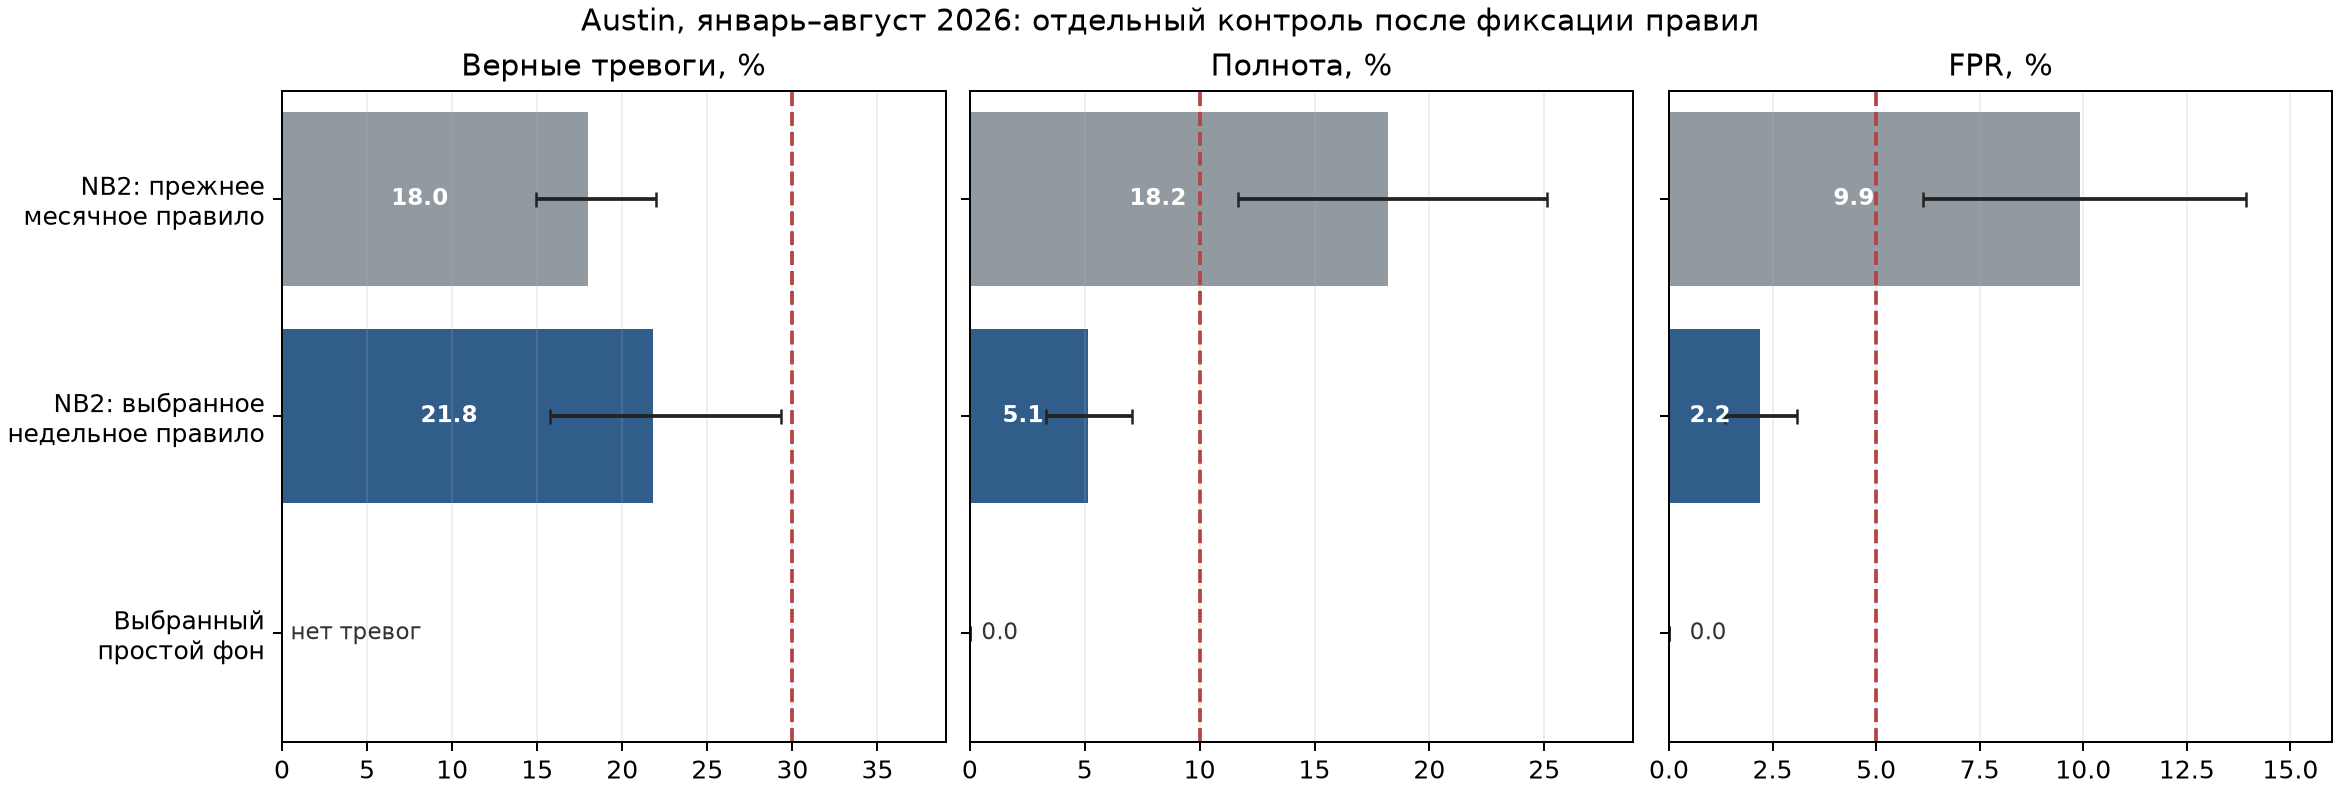 Austin, январь–август 2026: отдельный контроль после фиксации правил
Верные тревоги, %
Полнота, %
FPR, %
NB2: прежнее
месячное правило
18.0
18.2
9.9
NB2: выбранное
недельное правило
21.8
5.1
2.2
Выбранный
простой фон
нет тревог
0.0
0.0
0 5 10 15 20 25 30 35
0 5 10 15 20 25
0.0 2.5 5.0 7.5 10.0 12.5 15.0